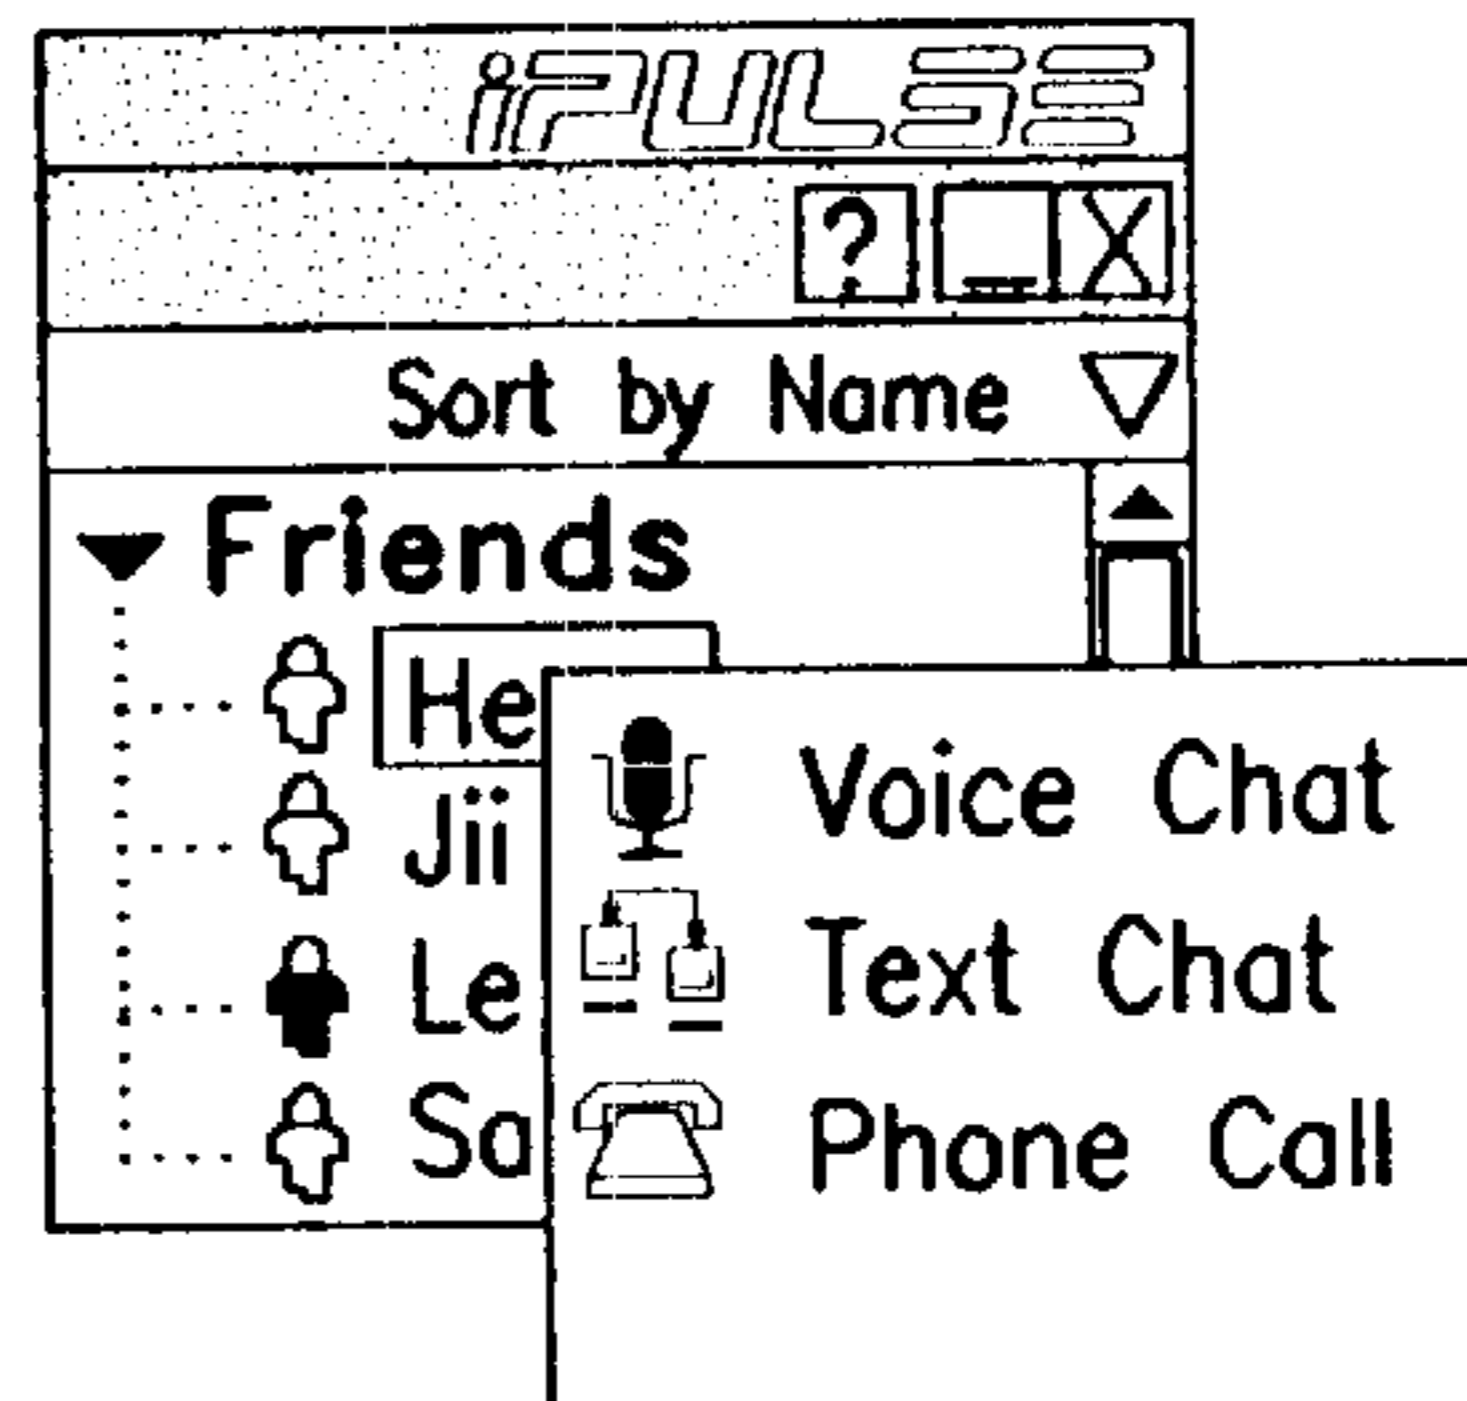 iPULSE
?
X
Sort by Name
Friends
He
Jii
Le
Sa
Voice Chat
Text Chat
Phone Call